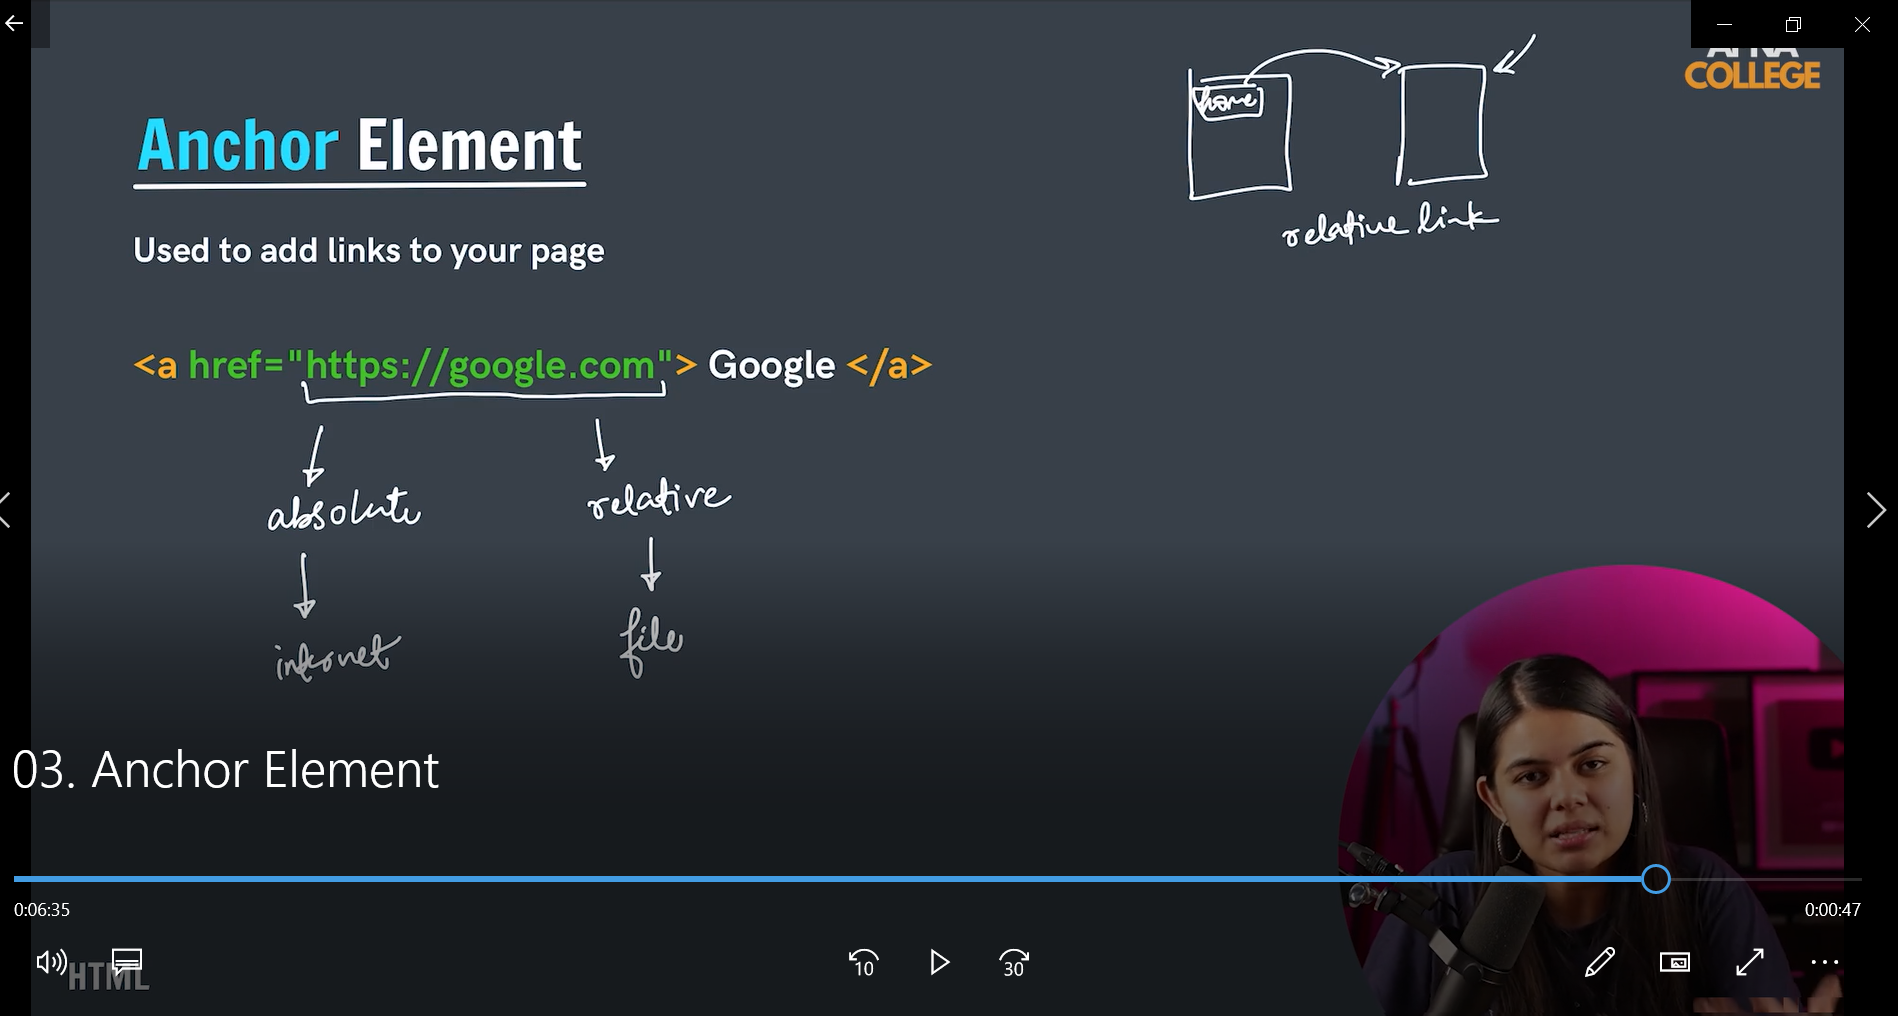 COLLEGE
home
Anchor Element
relative link
Used to add links to your page
<a href="https://google.com"> Google </a>
absolute
relative
internet
file
03. Anchor Element
0:06:35
0:00:47
10
30
HTML